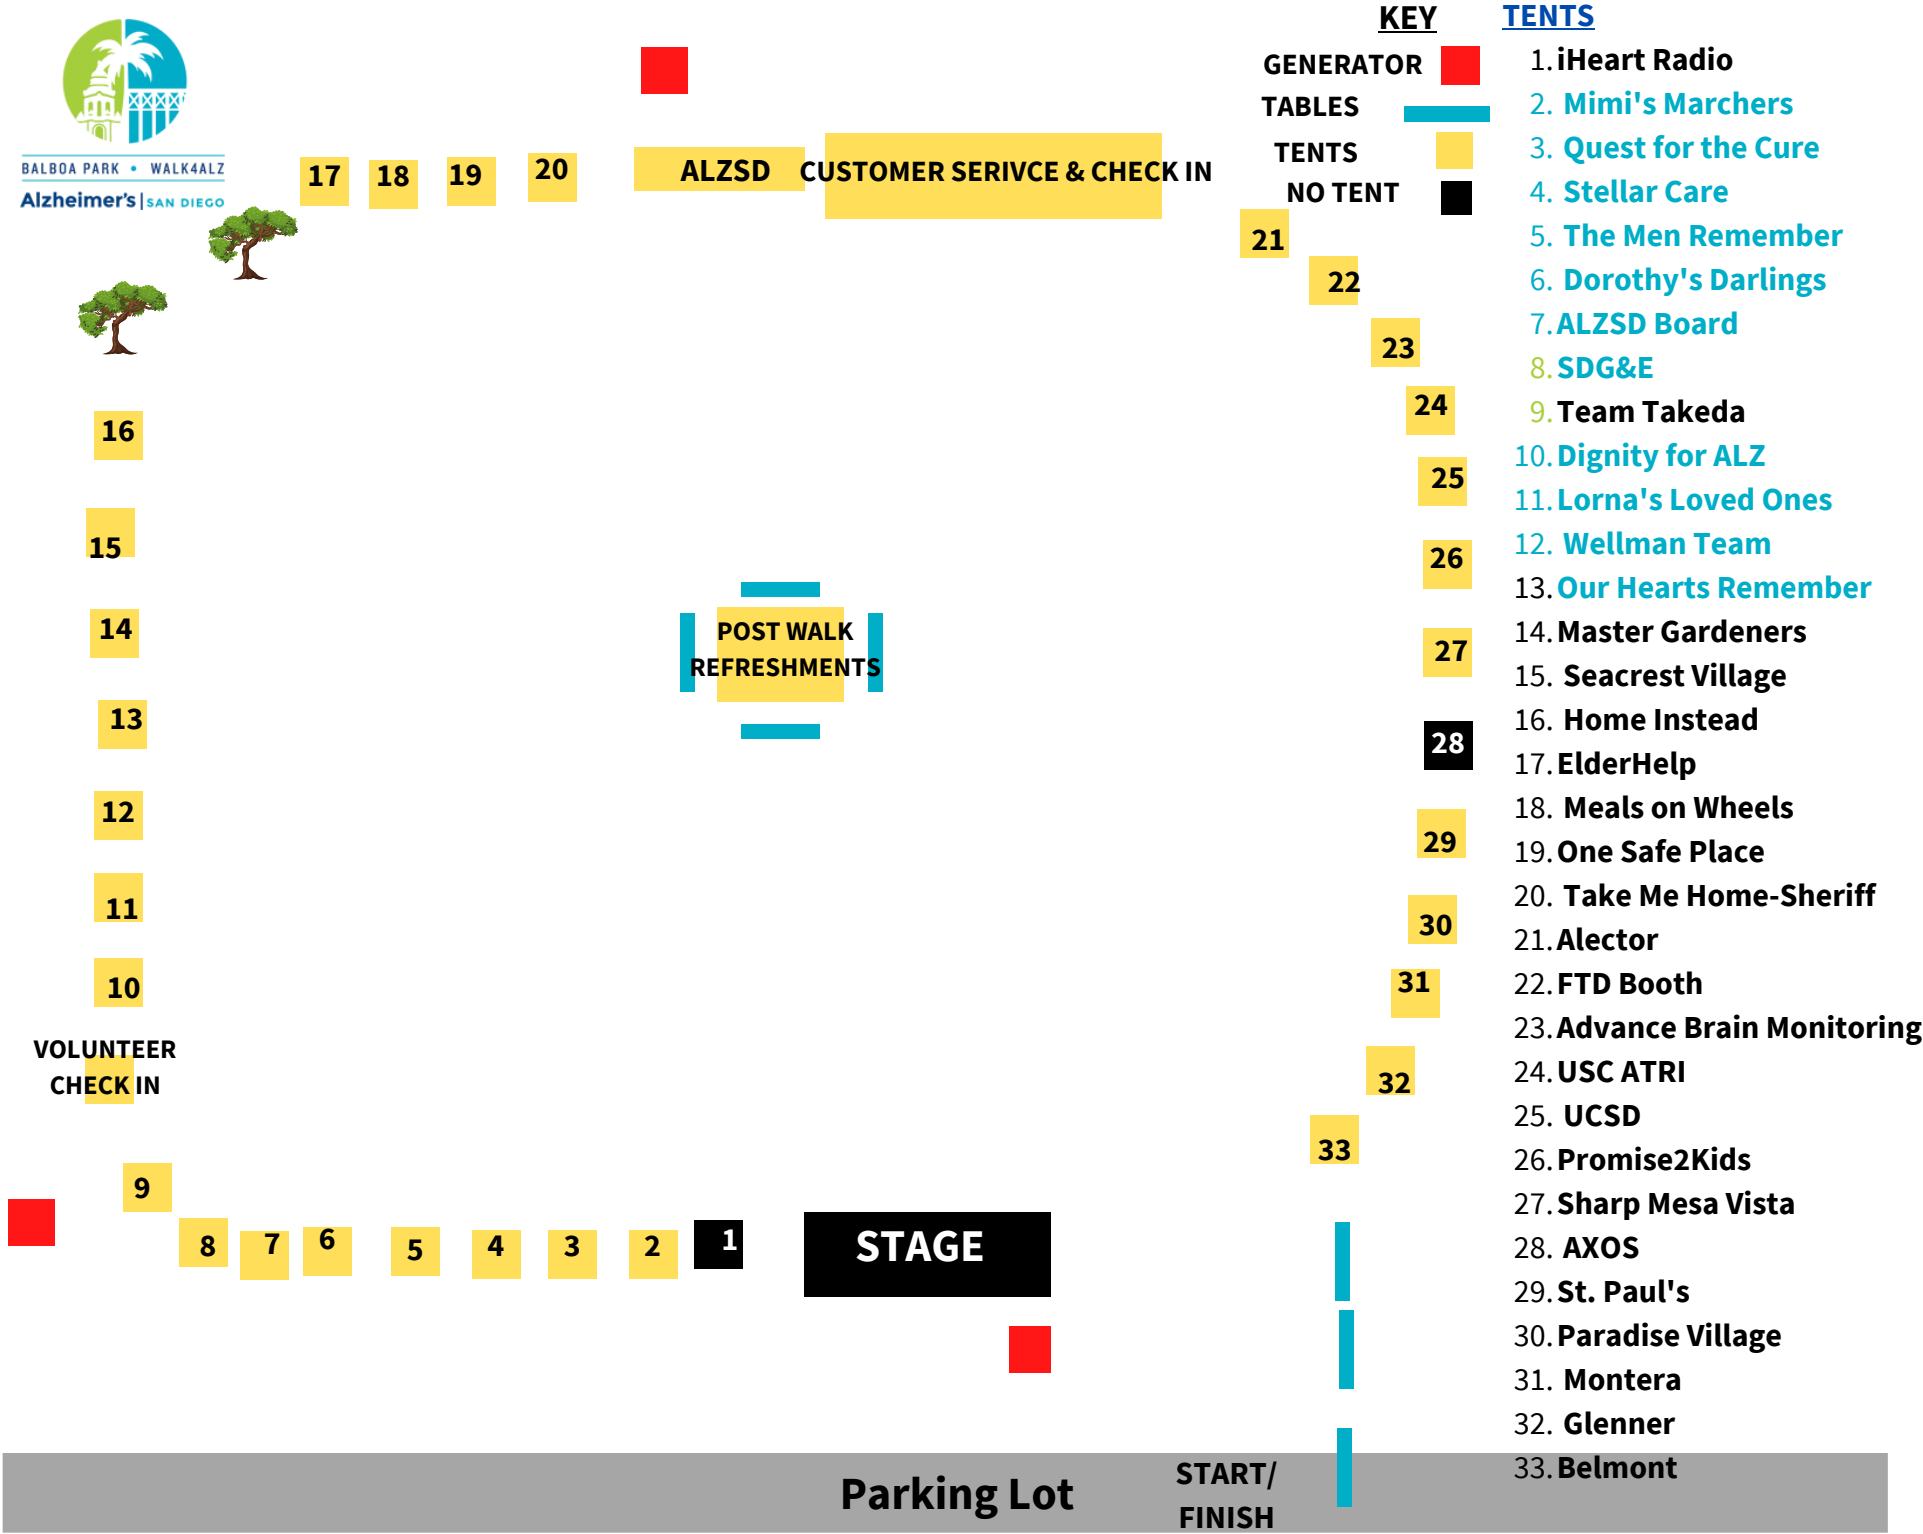 BALBOA PARK • WALK4ALZ
Alzheimer's | SAN DIEGO
KEY
GENERATOR
TABLES
TENTS
NO TENT
TENTS
1. iHeart Radio
2. Mimi's Marchers
3. Quest for the Cure
4. Stellar Care
5. The Men Remember
6. Dorothy's Darlings
7. ALZSD Board
8. SDG&E
9. Team Takeda
10. Dignity for ALZ
11. Lorna's Loved Ones
12. Wellman Team
13. Our Hearts Remember
14. Master Gardeners
15. Seacrest Village
16. Home Instead
17. ElderHelp
18. Meals on Wheels
19. One Safe Place
20. Take Me Home-Sheriff
21. Alector
22. FTD Booth
23. Advance Brain Monitoring
24. USC ATRI
25. UCSD
26. Promise2Kids
27. Sharp Mesa Vista
28. AXOS
29. St. Paul's
30. Paradise Village
31. Montera
32. Glenner
33. Belmont
17 18 19 20 ALZSD CUSTOMER SERIVCE & CHECK IN
21
22
23
24
25
26
27
28
29
30
31
32
33
16
15
14
13
12
11
10
VOLUNTEER
CHECK IN
POST WALK
REFRESHMENTS
9
8 7 6 5 4 3 2 1
STAGE
Parking Lot
START/
FINISH